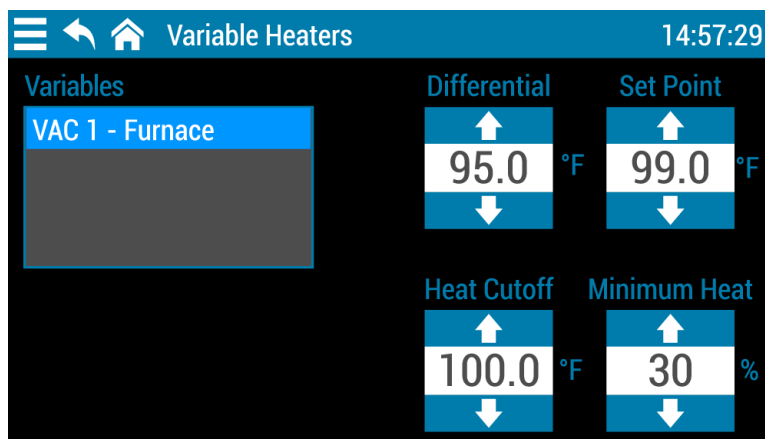 Variable Heaters 14:57:29
Variables
VAC 1 - Furnace
Differential Set Point
95.0 °F 99.0 °F
Heat Cutoff Minimum Heat
100.0 °F 30 %